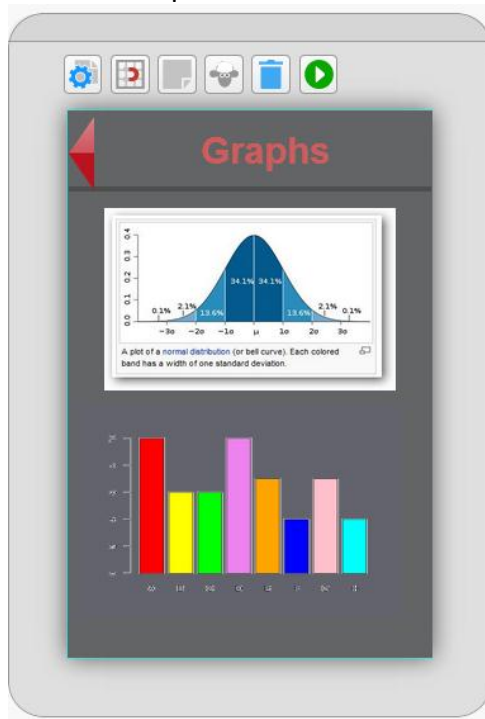 Graphs
0.4
0.3
0.2
0.1
0.0
34.1% 34.1%
0.1% 2.1% 13.6% 13.6% 2.1% 0.1%
−3σ −2σ −1σ μ 1σ 2σ 3σ
A plot of a normal distribution (or bell curve). Each colored
band has a width of one standard deviation.